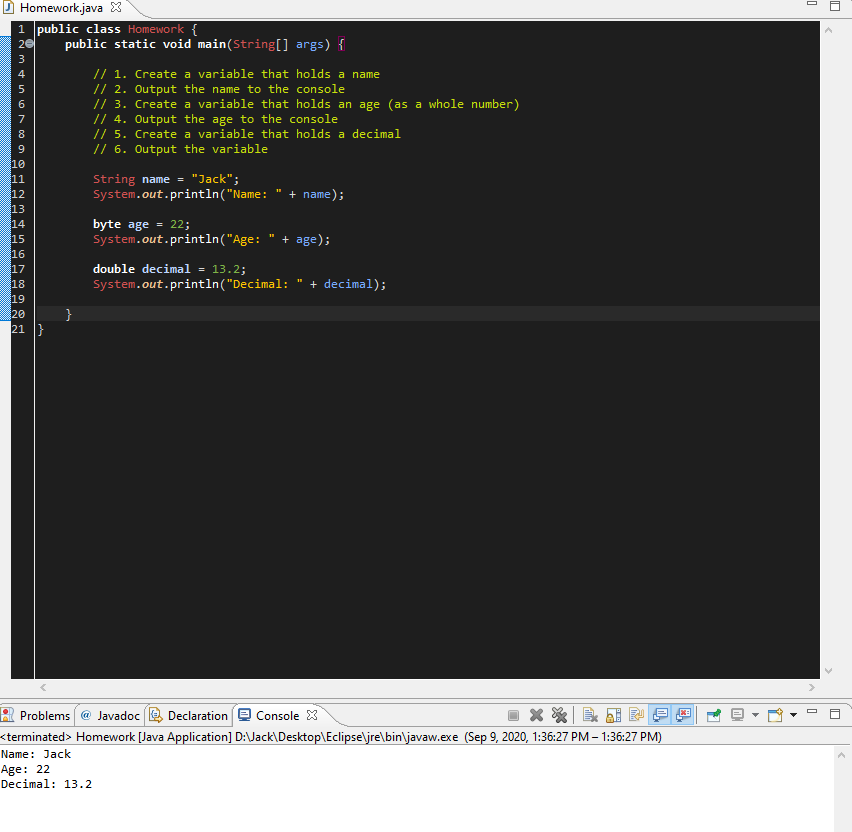 Homework.java
1 public class Homework {
2 public static void main(String[] args) {
3
4 // 1. Create a variable that holds a name
5 // 2. Output the name to the console
6 // 3. Create a variable that holds an age (as a whole number)
7 // 4. Output the age to the console
8 // 5. Create a variable that holds a decimal
9 // 6. Output the variable
10
11 String name = "Jack";
12 System.out.println("Name: " + name);
13
14 byte age = 22;
15 System.out.println("Age: " + age);
16
17 double decimal = 13.2;
18 System.out.println("Decimal: " + decimal);
19
20 }
21 }
Problems @ Javadoc Declaration Console
<terminated> Homework [Java Application] D:\Jack\Desktop\Eclipse\jre\bin\javaw.exe (Sep 9, 2020, 1:36:27 PM – 1:36:27 PM)
Name: Jack
Age: 22
Decimal: 13.2